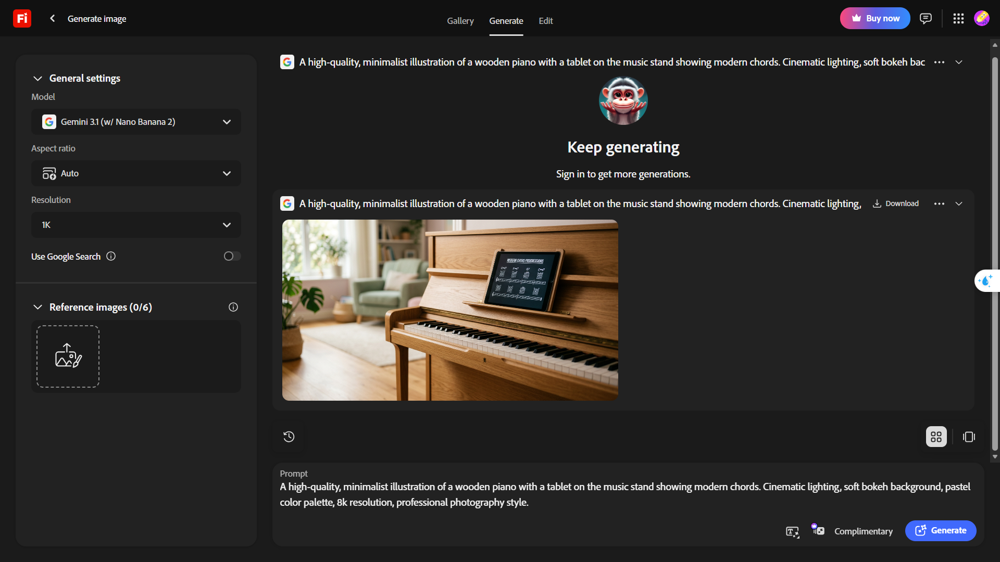 Fi
Generate image
Gallery
Generate
Edit
Buy now
General settings
Model
Gemini 3.1 (w/ Nano Banana 2)
Aspect ratio
Auto
Resolution
1K
Use Google Search
Reference images (0/6)
A high-quality, minimalist illustration of a wooden piano with a tablet on the music stand showing modern chords. Cinematic lighting, soft bokeh bac
Keep generating
Sign in to get more generations.
A high-quality, minimalist illustration of a wooden piano with a tablet on the music stand showing modern chords. Cinematic lighting,
Download
MODERN CHORD PROGRESSIONS
Prompt
A high-quality, minimalist illustration of a wooden piano with a tablet on the music stand showing modern chords. Cinematic lighting, soft bokeh background, pastel
color palette, 8k resolution, professional photography style.
Complimentary
Generate